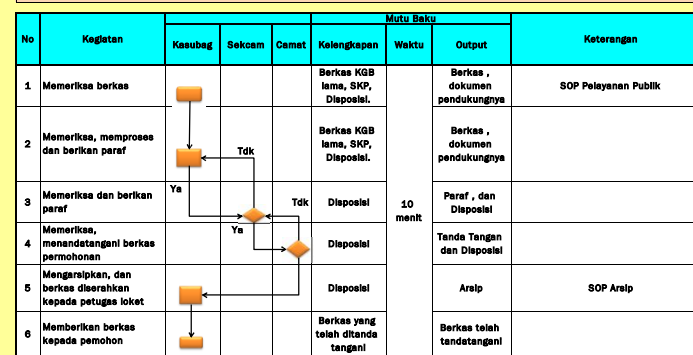 Mutu Baku
No Kegiatan Kasubag Sekcam Camat Kelengkapan Waktu Output Keterangan
1 Memeriksa berkas
Berkas KGB
lama, SKP,
Disposisi.
Berkas ,
dokumen
pendukungnya
SOP Pelayanan Publik
2 Memeriksa, memproses
dan berikan paraf
Tdk
Berkas KGB
lama, SKP,
Disposisi.
Berkas ,
dokumen
pendukungnya
Ya
3 Memeriksa dan berikan
paraf
Tdk
Disposisi
10
menit
Paraf , dan
Disposisi
Ya
4 Memeriksa,
menandatangani berkas
permohonan
Disposisi
Tanda Tangan
dan Disposisi
5 Mengarsipkan, dan
berkas diserahkan
kepada petugas loket
Disposisi
Arsip
SOP Arsip
6 Memberikan berkas
kepada pemohon
Berkas yang
telah ditanda
tangani
Berkas telah
tandatangani